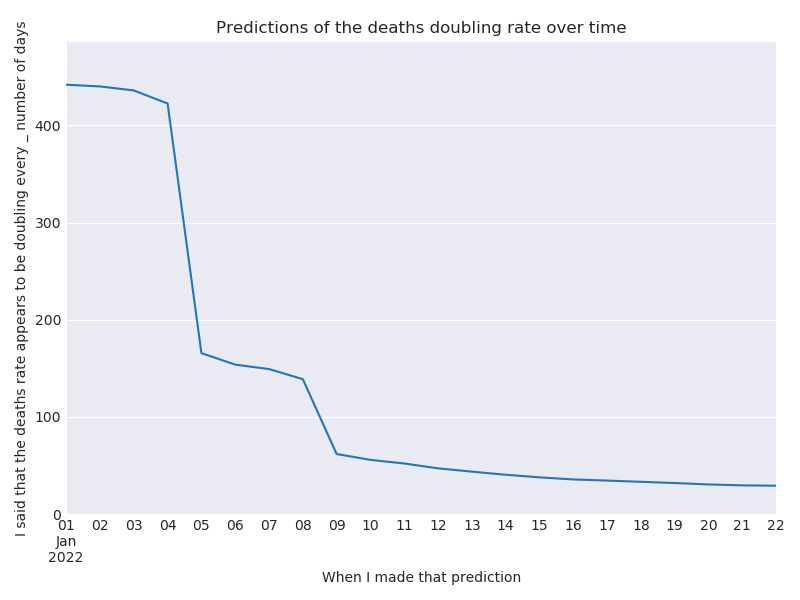 Predictions of the deaths doubling rate over time
I said that the deaths rate appears to be doubling every _ number of days
400
300
200
100
0
01 02 03 04 05 06 07 08 09 10 11 12 13 14 15 16 17 18 19 20 21 22
Jan
2022
When I made that prediction